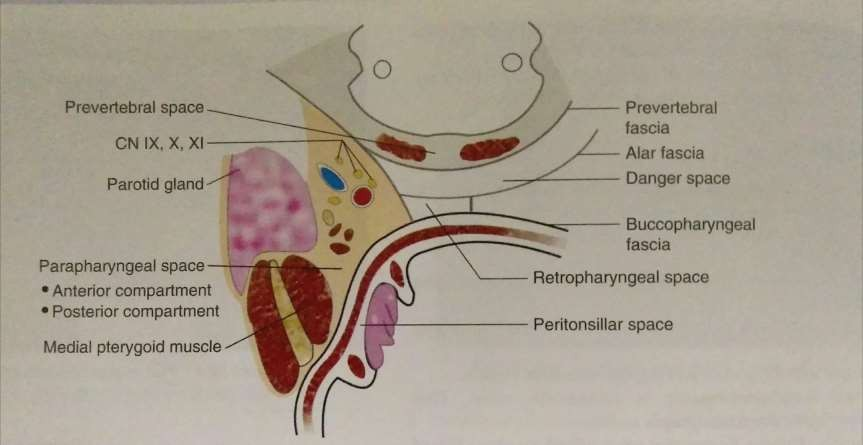 Prevertebral space
CN IX, X, XI
Parotid gland
Parapharyngeal space
• Anterior compartment
• Posterior compartment
Medial pterygoid muscle
Prevertebral
fascia
Alar fascia
Danger space
Buccopharyngeal
fascia
Retropharyngeal space
Peritonsillar space